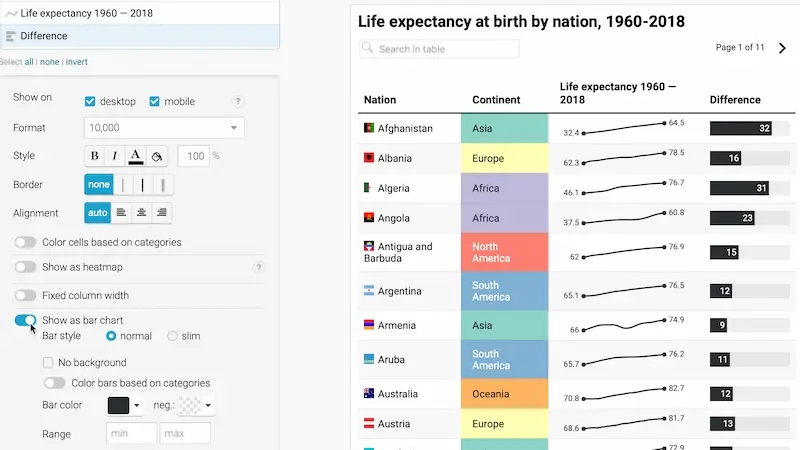 Life expectancy 1960 — 2018
Difference
Select all | none | invert
Show on desktop mobile ?
Format 10,000
Style B I A 100 %
Border none
Alignment auto
Color cells based on categories
Show as heatmap ?
Fixed column width
Show as bar chart
Bar style normal slim
No background
Color bars based on categories
Bar color neg.:
Range min max
Life expectancy at birth by nation, 1960-2018
Search in table
Page 1 of 11
Nation Continent Life expectancy 1960 — 2018 Difference
Afghanistan Asia 32.4 64.5 32
Albania Europe 62.3 78.5 16
Algeria Africa 46.1 76.7 31
Angola Africa 37.5 60.8 23
Antigua and Barbuda North America 62 76.9 15
Argentina South America 65.1 76.5 12
Armenia Asia 66 74.9 9
Aruba South America 65.7 76.2 11
Australia Oceania 70.8 82.7 12
Austria Europe 68.6 81.7 13
72.9